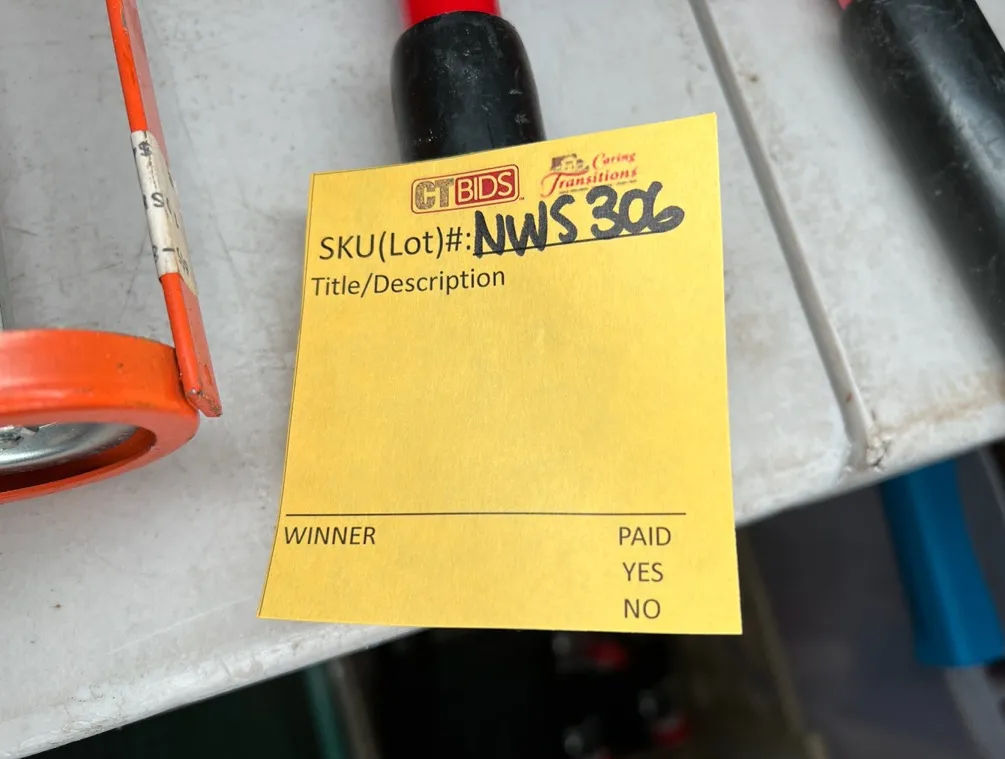 CTBIDS
Caring
Transitions
SKU(Lot)#: NWS 306
Title/Description
WINNER PAID
YES
NO